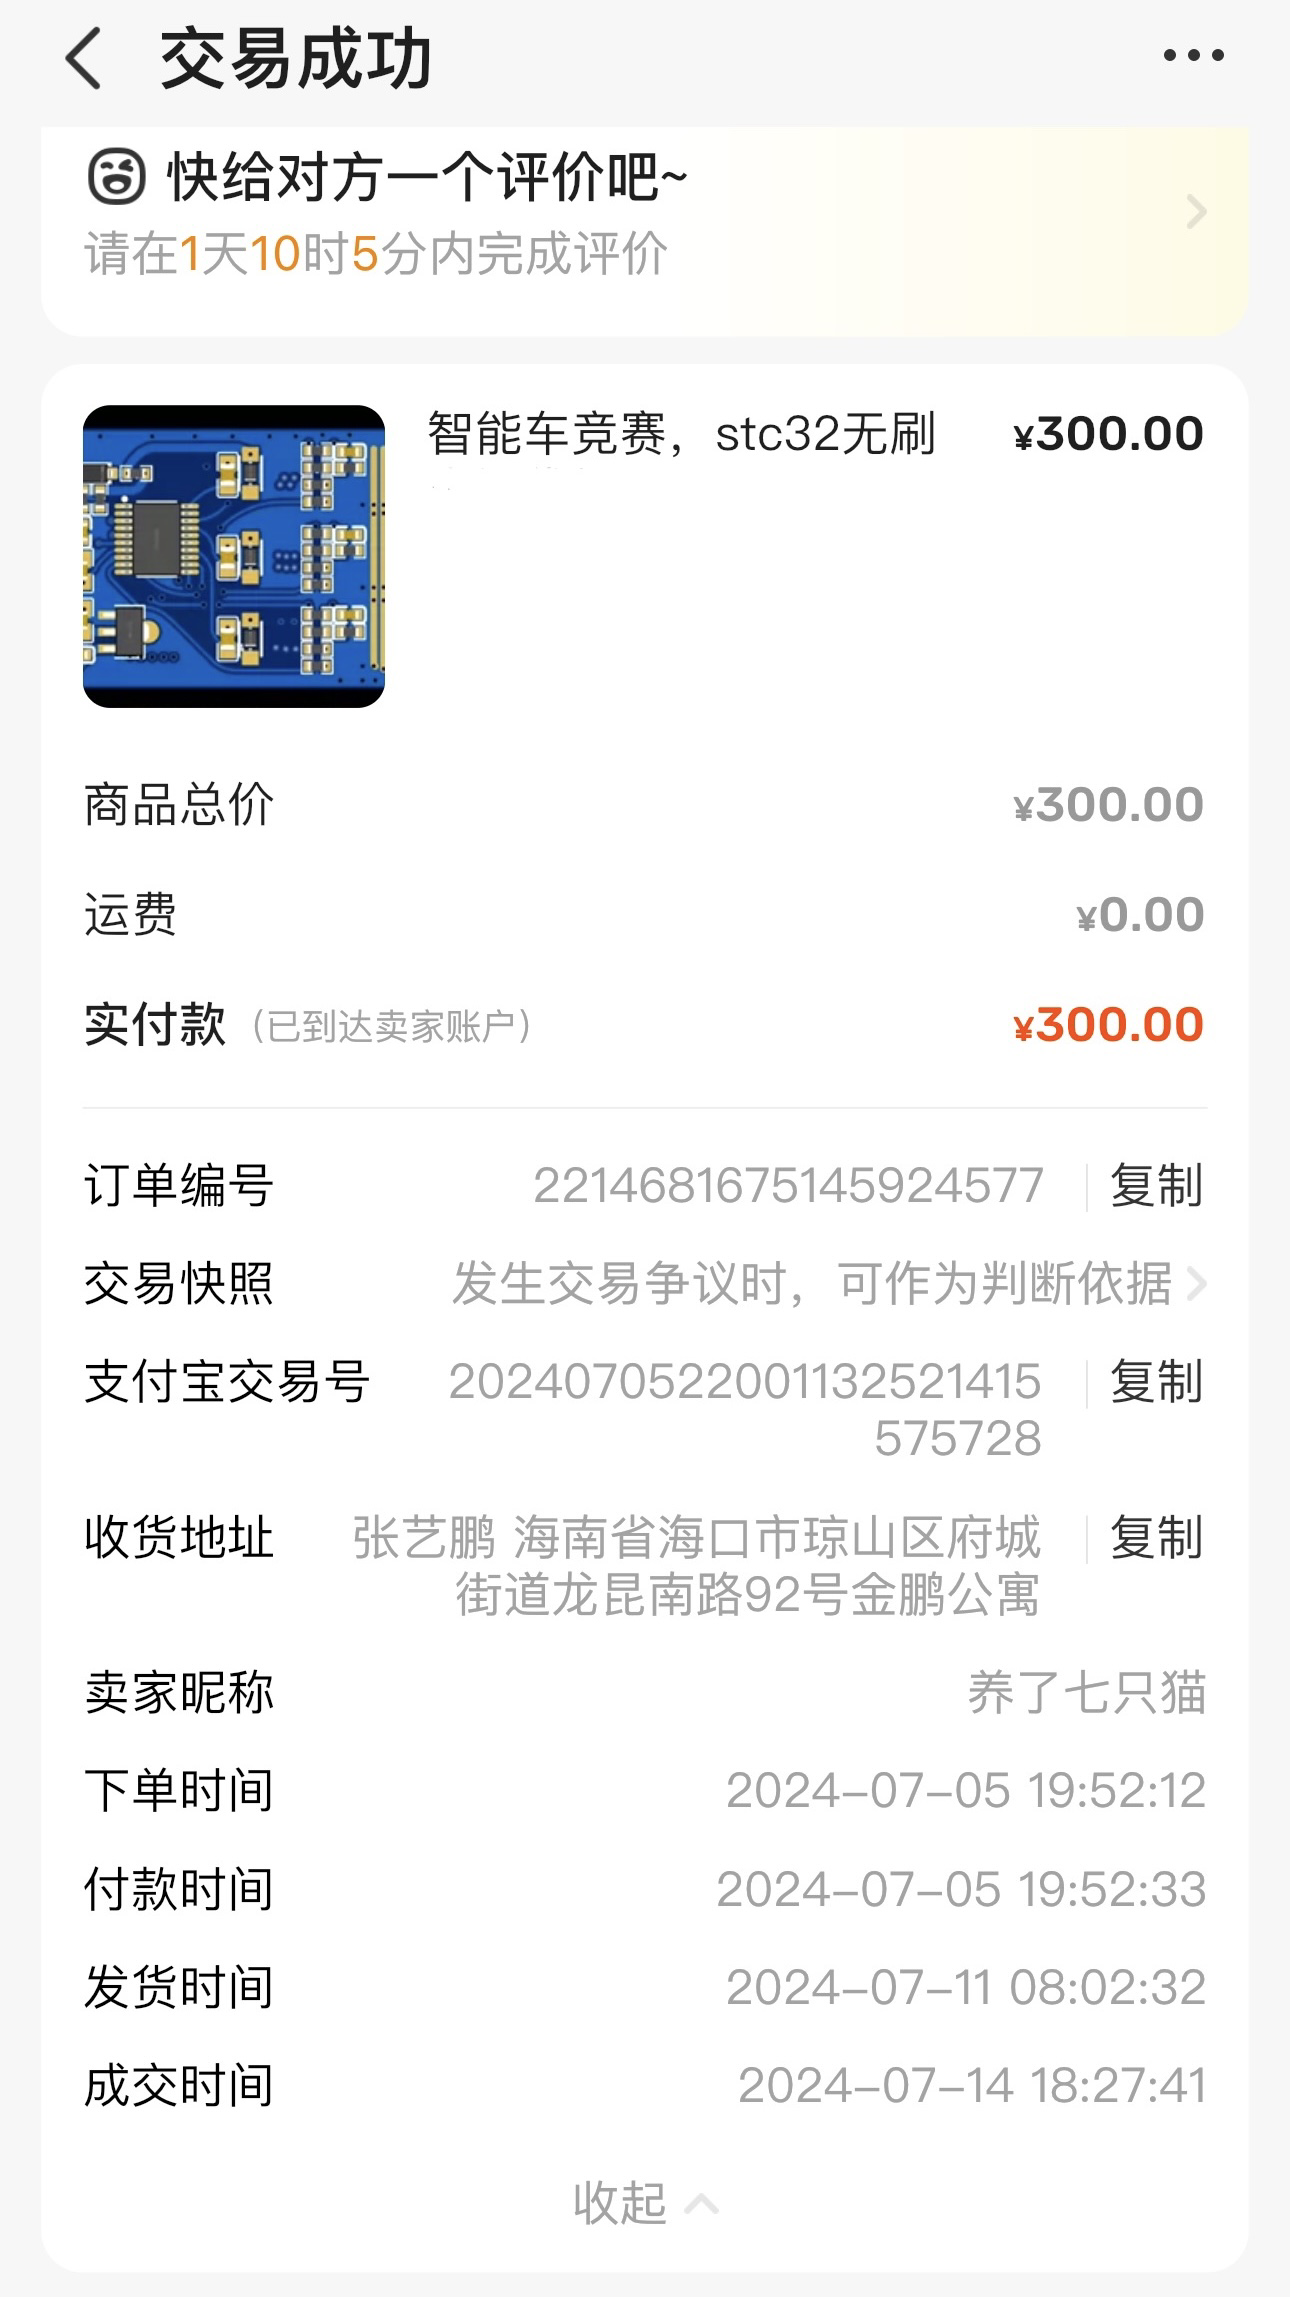 交易成功
快给对方一个评价吧~
请在1天10时5分内完成评价
智能车竞赛，stc32无刷 ¥300.00
商品总价 ¥300.00
运费 ¥0.00
实付款（已到达卖家账户） ¥300.00
订单编号 2214681675145924577 复制
交易快照 发生交易争议时，可作为判断依据
支付宝交易号 2024070522001132521415 复制
575728
收货地址 张艺鹏 海南省海口市琼山区府城 复制
街道龙昆南路92号金鹏公寓
卖家昵称 养了七只猫
下单时间 2024-07-05 19:52:12
付款时间 2024-07-05 19:52:33
发货时间 2024-07-11 08:02:32
成交时间 2024-07-14 18:27:41
收起